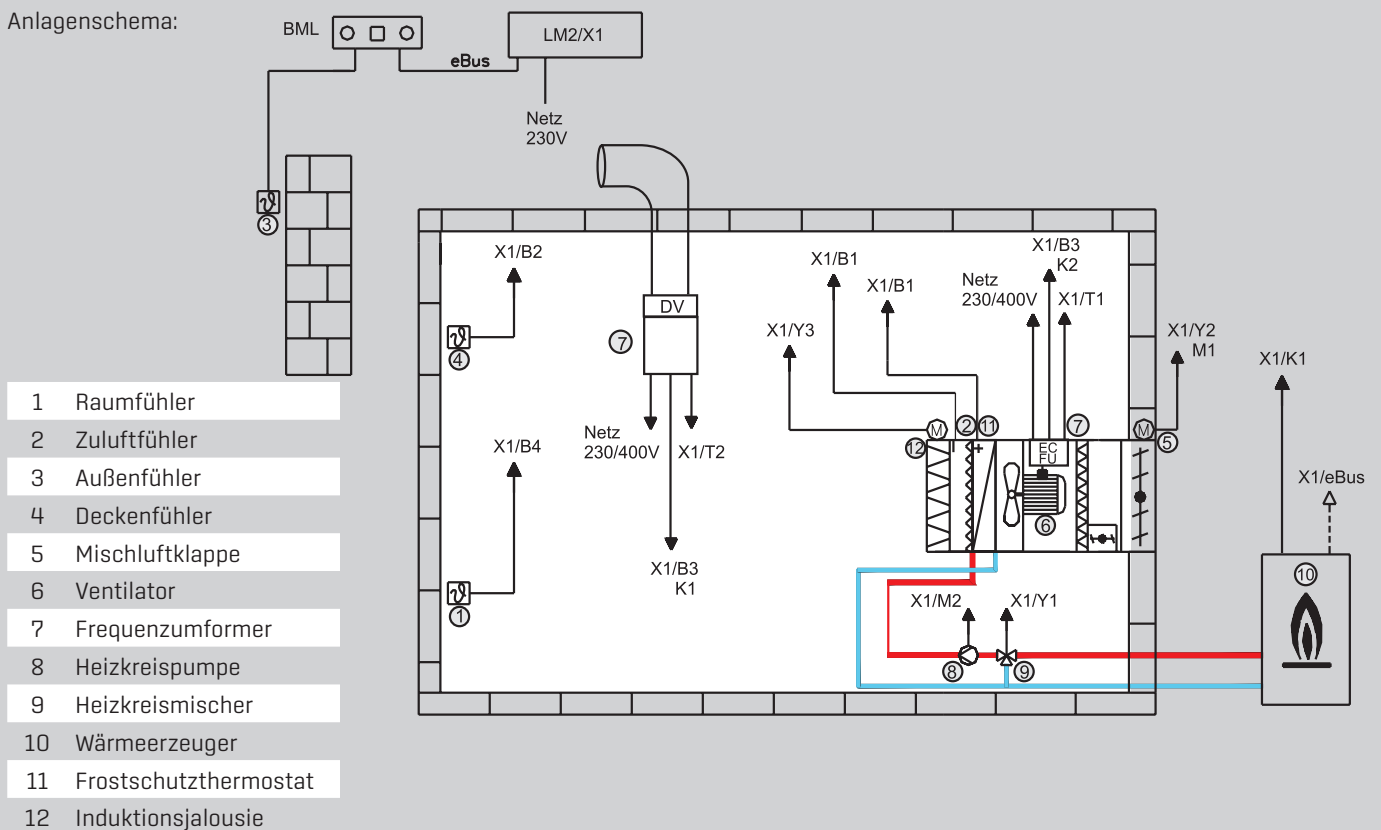 Anlagenschema:
BML
LM2/X1
eBus
Netz
230V
3
X1/B2
4
X1/B4
1
DV
7
Netz
230/400V
X1/T2
X1/B3
K1
X1/Y3
X1/B1
X1/B1
Netz
230/400V
X1/B3
K2
X1/T1
X1/Y2
M1
X1/K1
X1/eBus
M
12
2
11
- +
EC
FU
7
M
5
6
X1/M2
X1/Y1
8
9
10
1 Raumfühler
2 Zuluftfühler
3 Außenfühler
4 Deckenfühler
5 Mischluftklappe
6 Ventilator
7 Frequenzumformer
8 Heizkreispumpe
9 Heizkreismischer
10 Wärmeerzeuger
11 Frostschutzthermostat
12 Induktionsjalousie